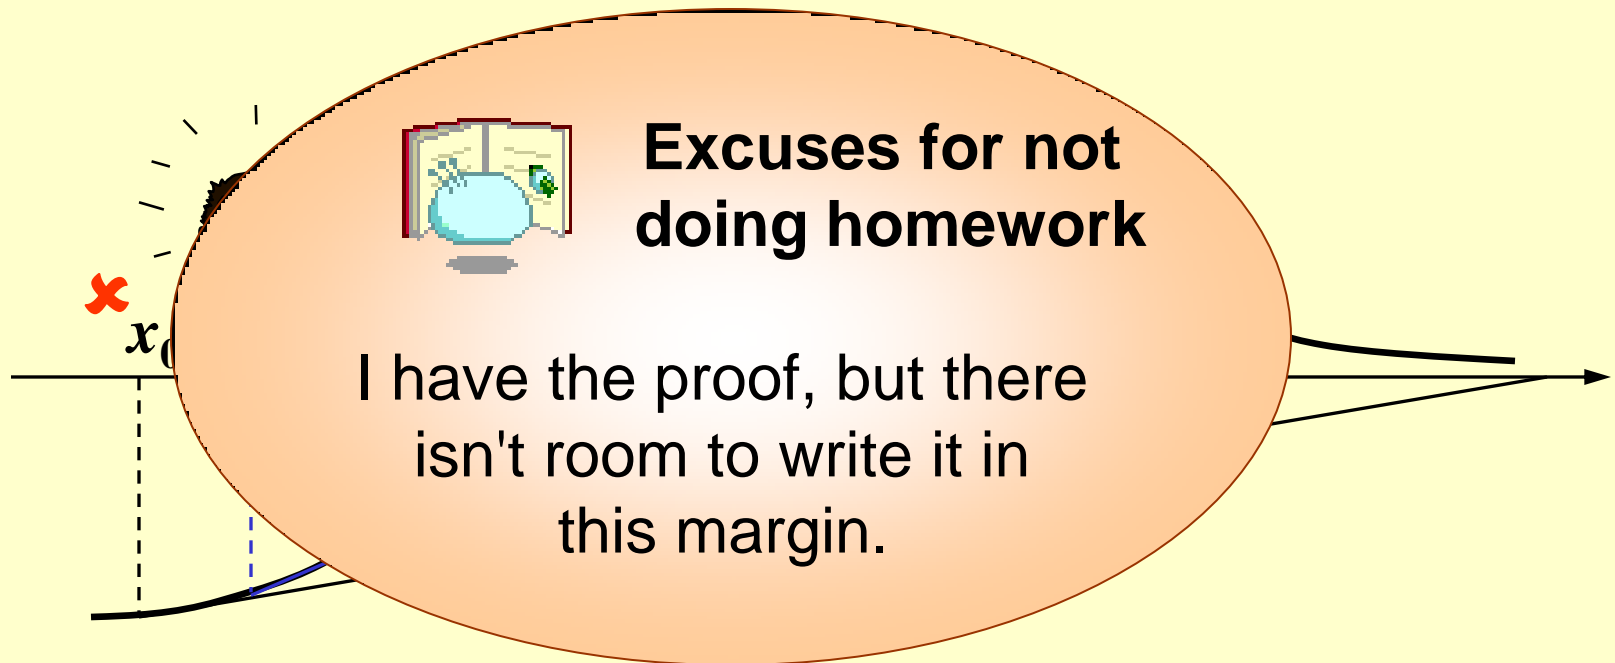 Excuses for not
doing homework
x
I have the proof, but there
isn't room to write it in
this margin.